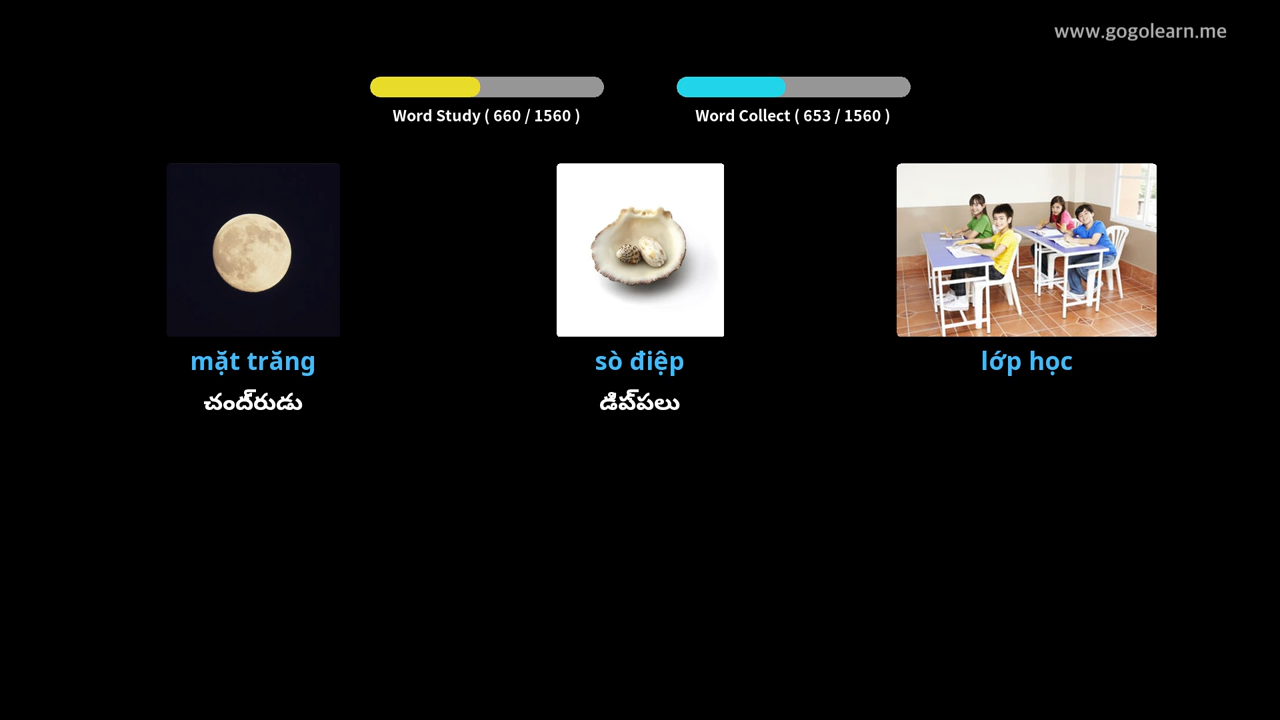 www.gogolearn.me
Word Study ( 660 / 1560 )
Word Collect ( 653 / 1560 )
mặt trăng
sò điệp
lớp học
చంద్రుడు
డిప్పలు